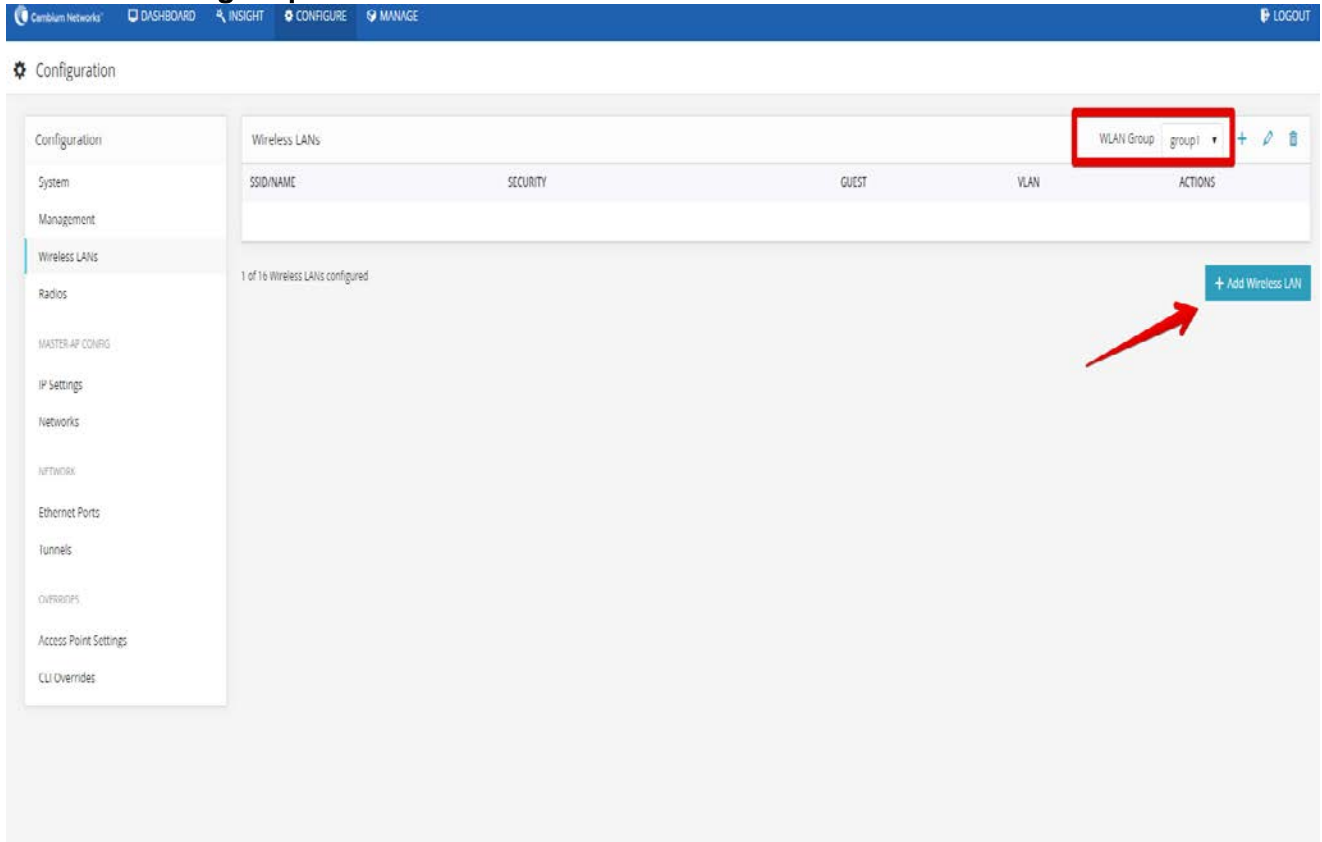 Cambium Networks DASHBOARD INSIGHT CONFIGURE MANAGE LOGOUT
Configuration
Configuration
System
Management
Wireless LANs
Radios
MASTER-AP CONFIG
IP Settings
Networks
NETWORK
Ethernet Ports
Tunnels
OVERRIDES
Access Point Settings
CLI Overrides
Wireless LANs WLAN Group group1
SSID/NAME SECURITY GUEST VLAN ACTIONS
1 of 16 Wireless LANs configured
+ Add Wireless LAN